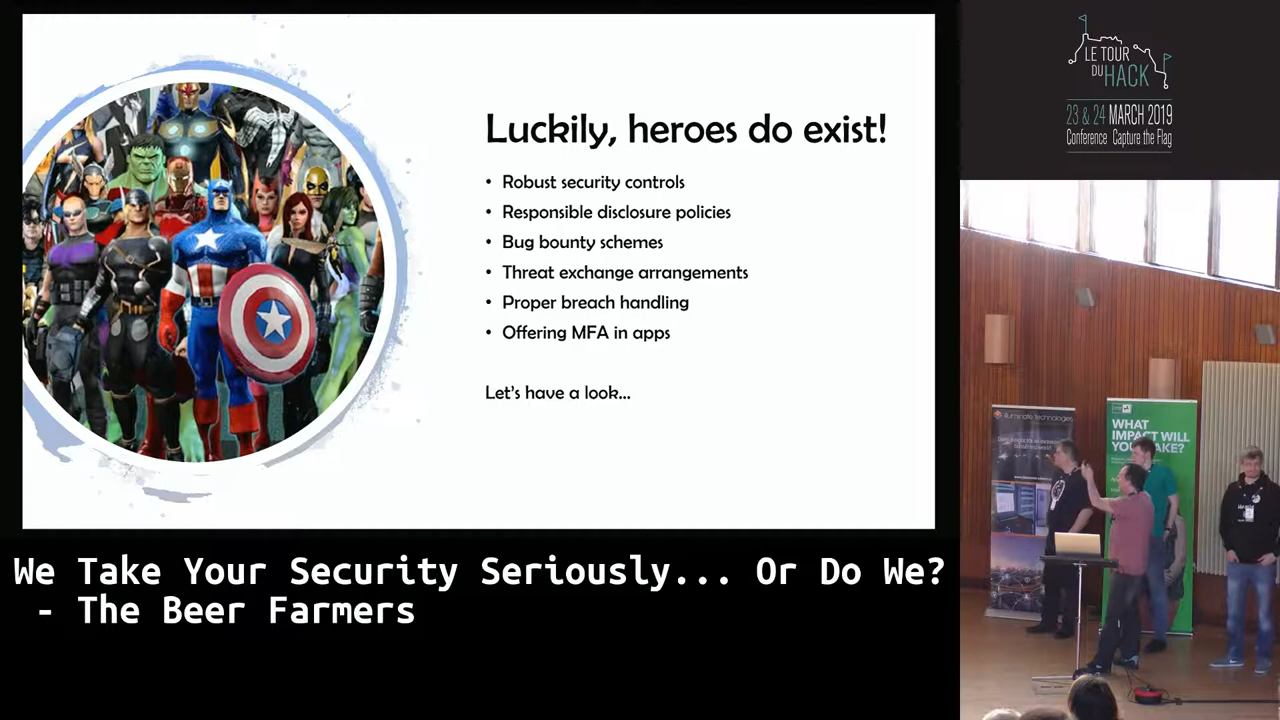 Luckily, heroes do exist!
• Robust security controls
• Responsible disclosure policies
• Bug bounty schemes
• Threat exchange arrangements
• Proper breach handling
• Offering MFA in apps
Let's have a look...
We Take Your Security Seriously... Or Do We?
- The Beer Farmers
LE TOUR
DU HACK
23 & 24 MARCH 2019
Conference Capture the Flag
illuminate Technologies
WHAT
IMPACT WILL
YOU MAKE?